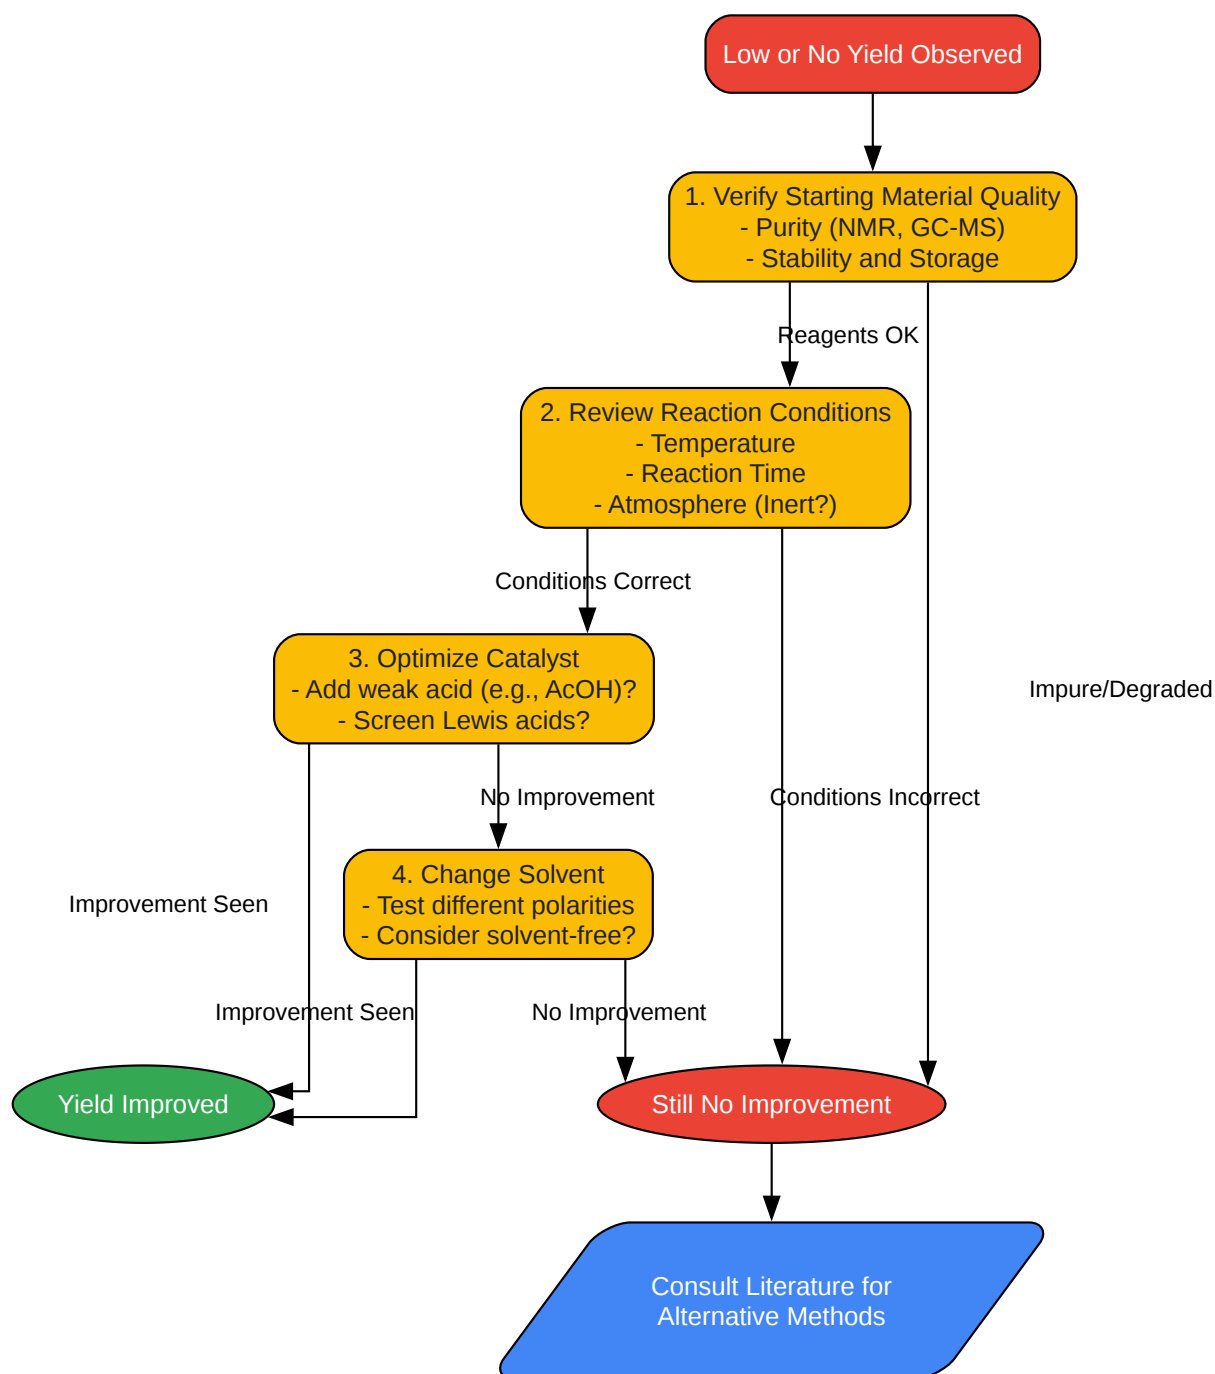 Low or No Yield Observed
1. Verify Starting Material Quality
- Purity (NMR, GC-MS)
- Stability and Storage
Reagents OK
2. Review Reaction Conditions
- Temperature
- Reaction Time
- Atmosphere (Inert?)
Conditions Correct
3. Optimize Catalyst
- Add weak acid (e.g., AcOH)?
- Screen Lewis acids?
Impure/Degraded
No Improvement
Conditions Incorrect
4. Change Solvent
- Test different polarities
- Consider solvent-free?
Improvement Seen
Improvement Seen
No Improvement
Yield Improved
Still No Improvement
Consult Literature for
Alternative Methods